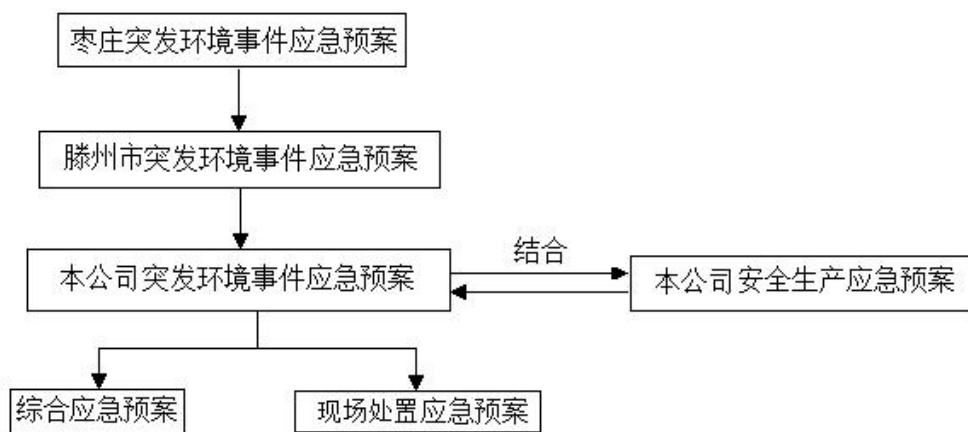 枣庄突发环境事件应急预案
滕州市突发环境事件应急预案
结合
本公司突发环境事件应急预案
本公司安全生产应急预案
综合应急预案
现场处置应急预案